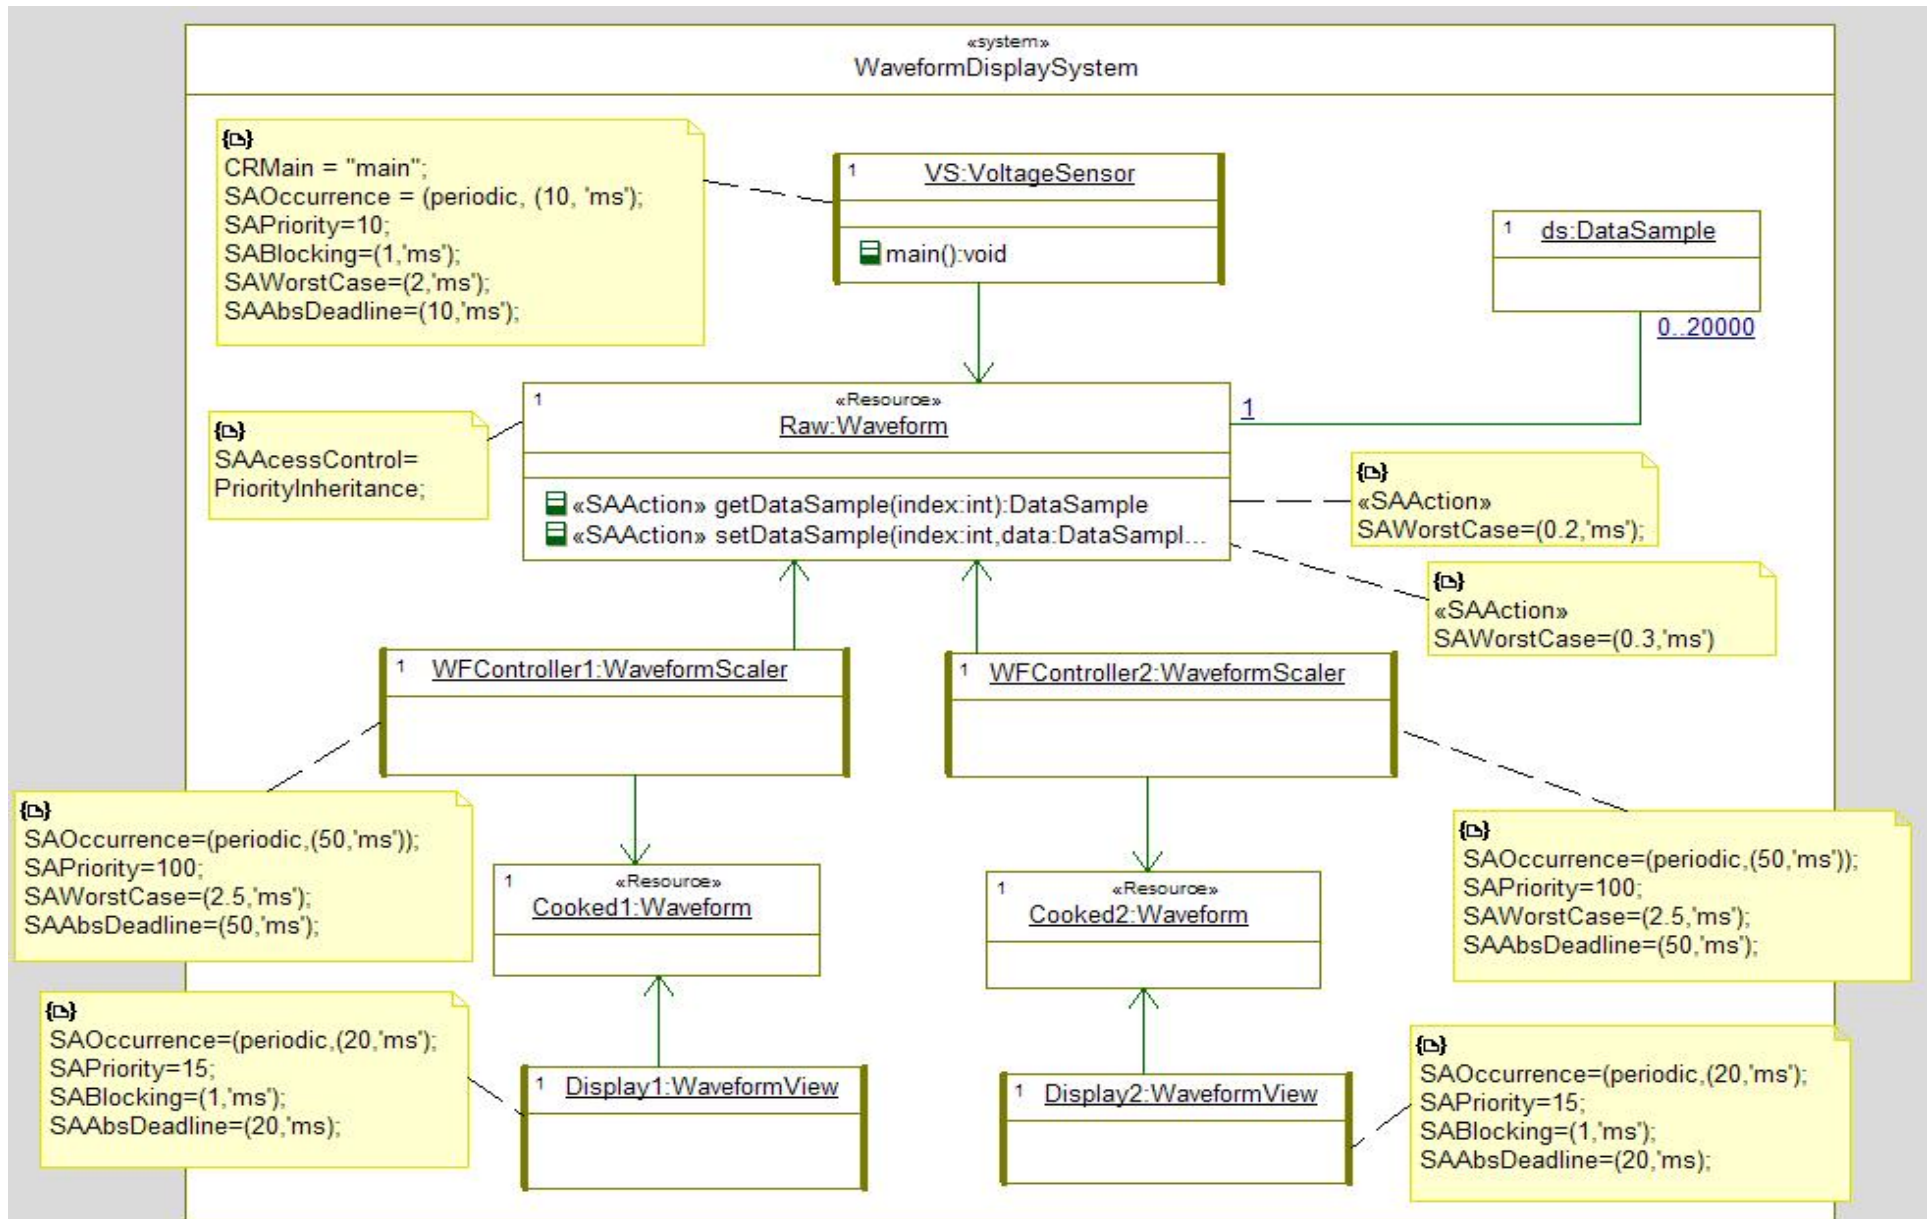 «system»
WaveformDisplaySystem
CRMain = "main";
SAOccurrence = (periodic, (10, 'ms');
SAPriority=10;
SABlocking=(1,'ms');
SAWorstCase=(2,'ms');
SAAbsDeadline=(10,'ms');
1
VS:VoltageSensor
main():void
1
ds:DataSample
0..20000
1
«Resource»
Raw:Waveform
1
SAAcessControl=
PriorityInheritance;
«SAAction» getDataSample(index:int):DataSample
«SAAction» setDataSample(index:int,data:DataSampl...
«SAAction»
SAWorstCase=(0.2,'ms');
«SAAction»
SAWorstCase=(0.3,'ms')
1
WFController1:WaveformScaler
1
WFController2:WaveformScaler
SAOccurrence=(periodic,(50,'ms'));
SAPriority=100;
SAWorstCase=(2.5,'ms');
SAAbsDeadline=(50,'ms');
1
«Resource»
Cooked1:Waveform
1
«Resource»
Cooked2:Waveform
SAOccurrence=(periodic,(50,'ms'));
SAPriority=100;
SAWorstCase=(2.5,'ms');
SAAbsDeadline=(50,'ms');
SAOccurrence=(periodic,(20,'ms');
SAPriority=15;
SABlocking=(1,'ms');
SAAbsDeadline=(20,'ms);
1
Display1:WaveformView
1
Display2:WaveformView
SAOccurrence=(periodic,(20,'ms');
SAPriority=15;
SABlocking=(1,'ms');
SAAbsDeadline=(20,'ms);